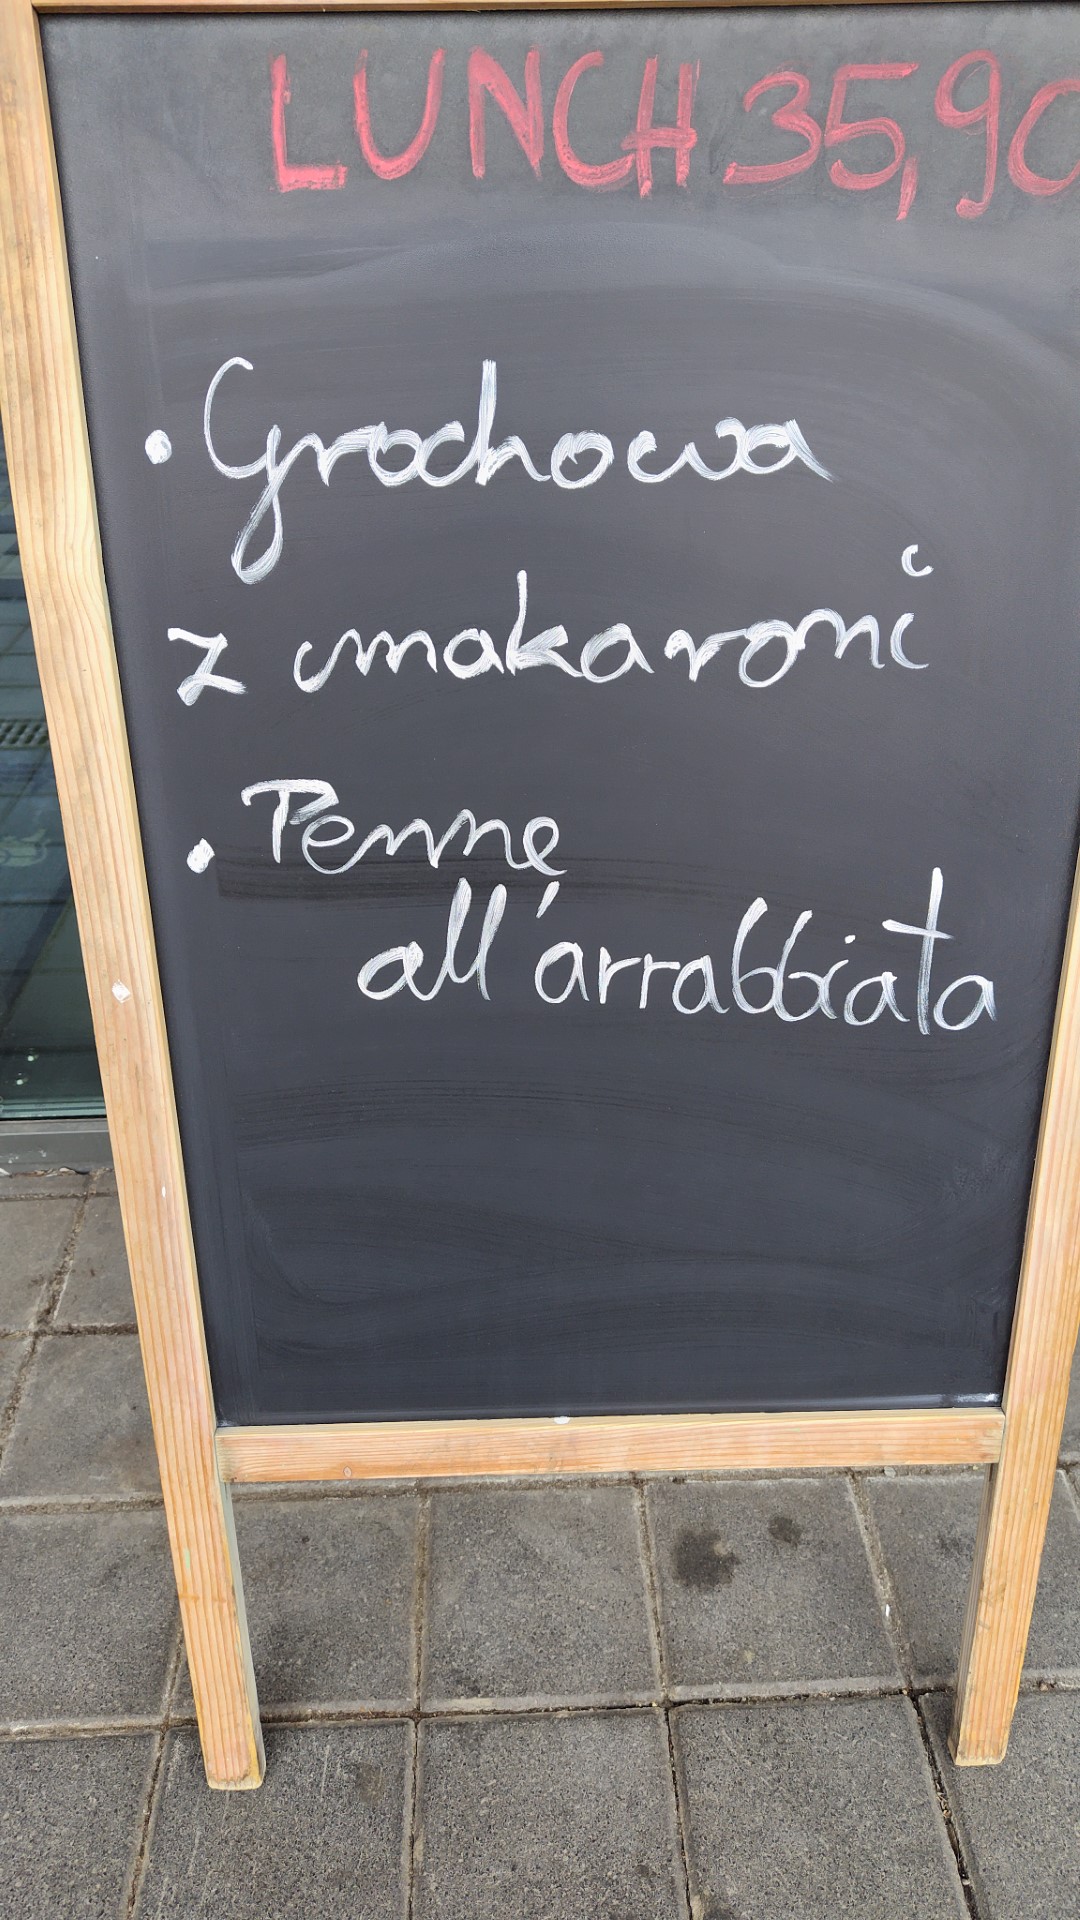 LUNCH 35,90
• Grochowa
z makaroni
• Penne
all'arrabbiata